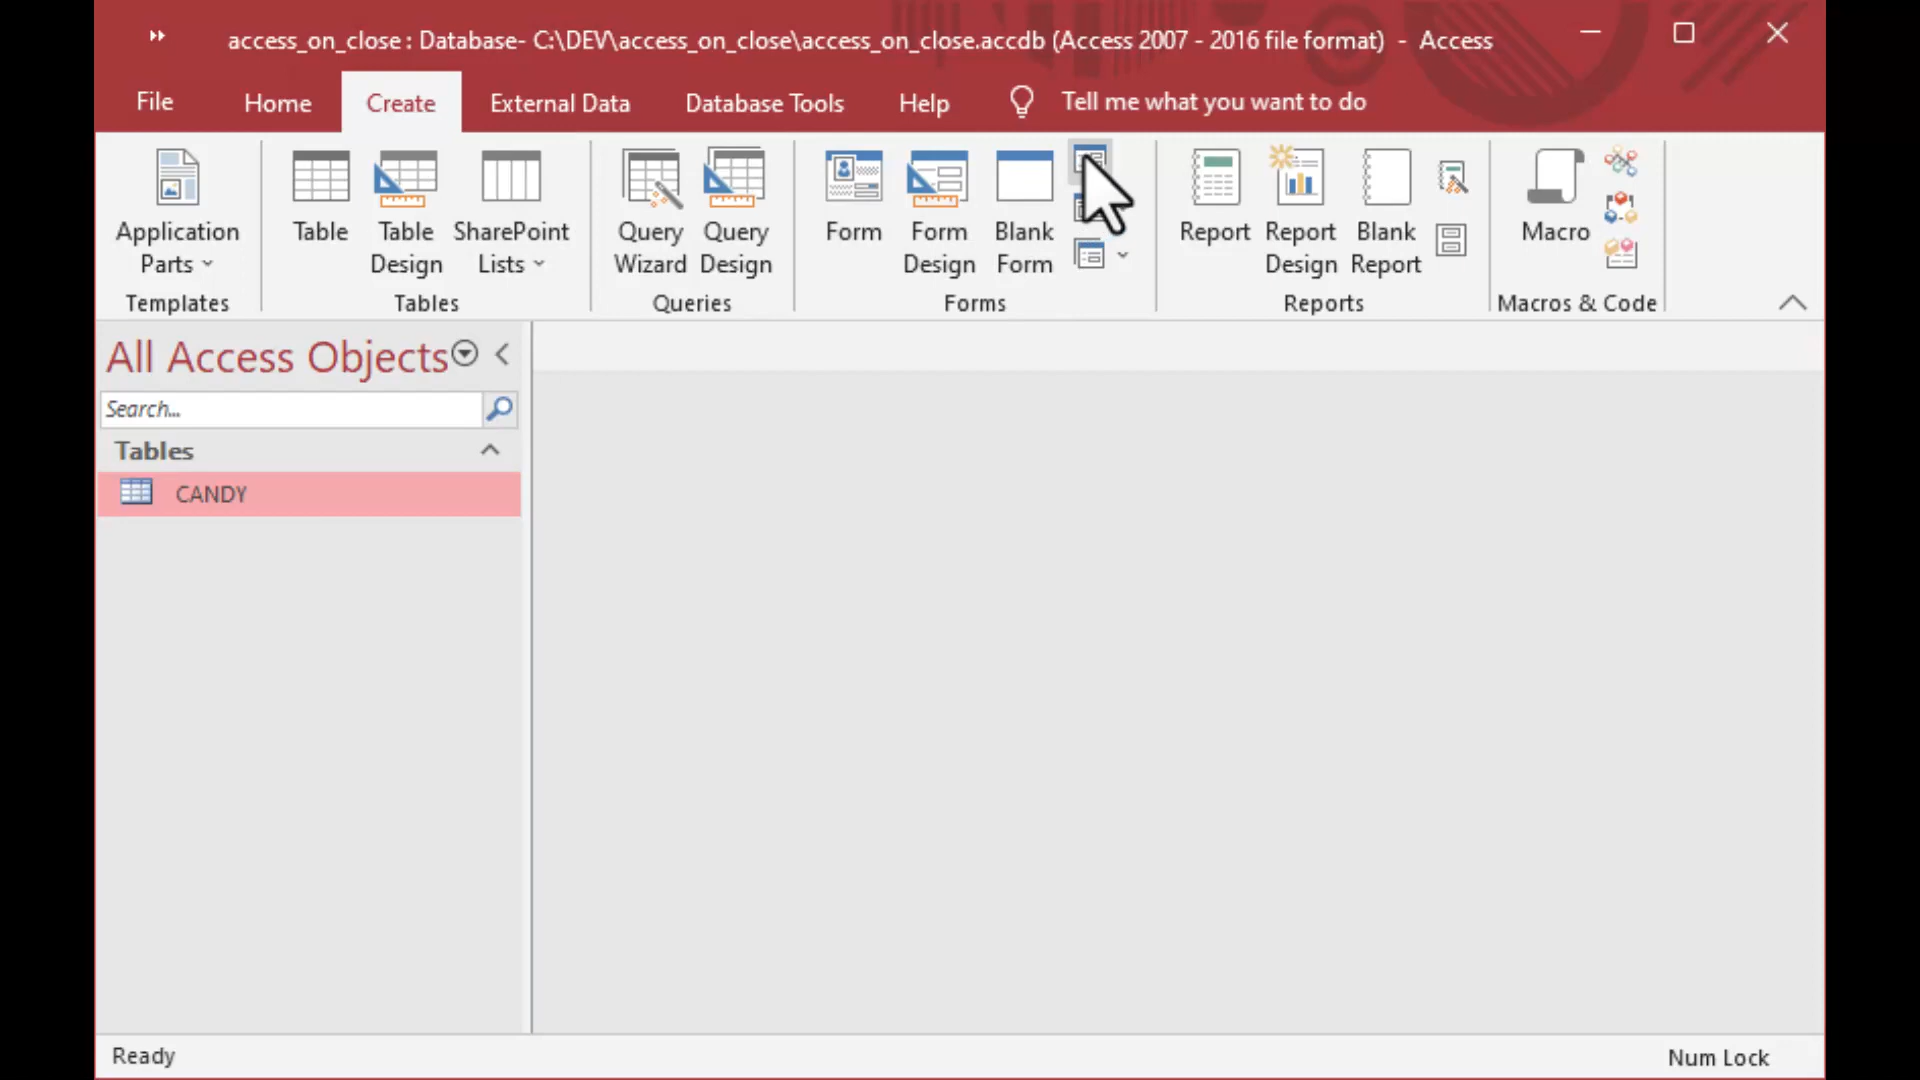 access_on_close : Database- C:\DEV\access_on_close\access_on_close.accdb (Access 2007 - 2016 file format) - Access
File Home Create External Data Database Tools Help Tell me what you want to do
Application Parts
Table
Table Design
SharePoint Lists
Query Wizard
Query Design
Form
Form Design
Blank Form
Report
Report Design
Blank Report
Macro
Templates Tables Queries Forms Reports Macros & Code
All Access Objects
Search...
Tables
CANDY
Ready
Num Lock